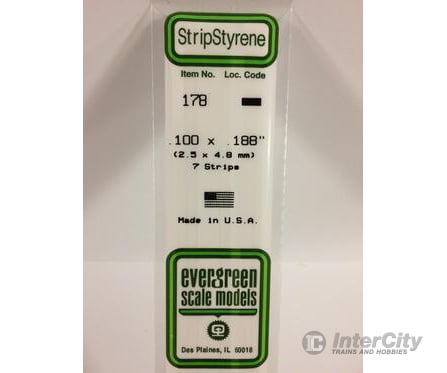 StripStyrene
Item No. Loc. Code
178
.100 x .188"
(2.5 x 4.8 mm)
7 Strips
Made in U.S.A.
evergreen
scale models
Des Plaines, IL 60018
IC InterCity
TRAINS AND HOBBIES